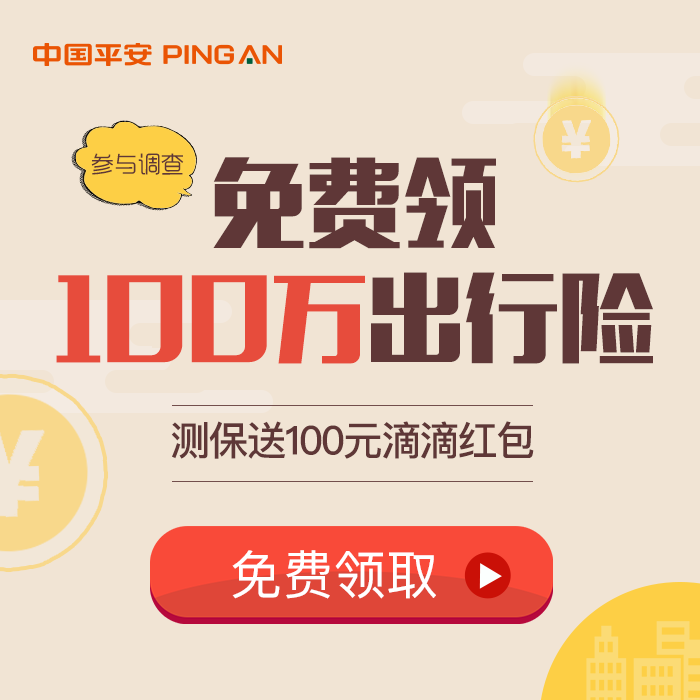 中国平安 PING AN
参与调查
免费领
100万出行险
测保送100元滴滴红包
免费领取